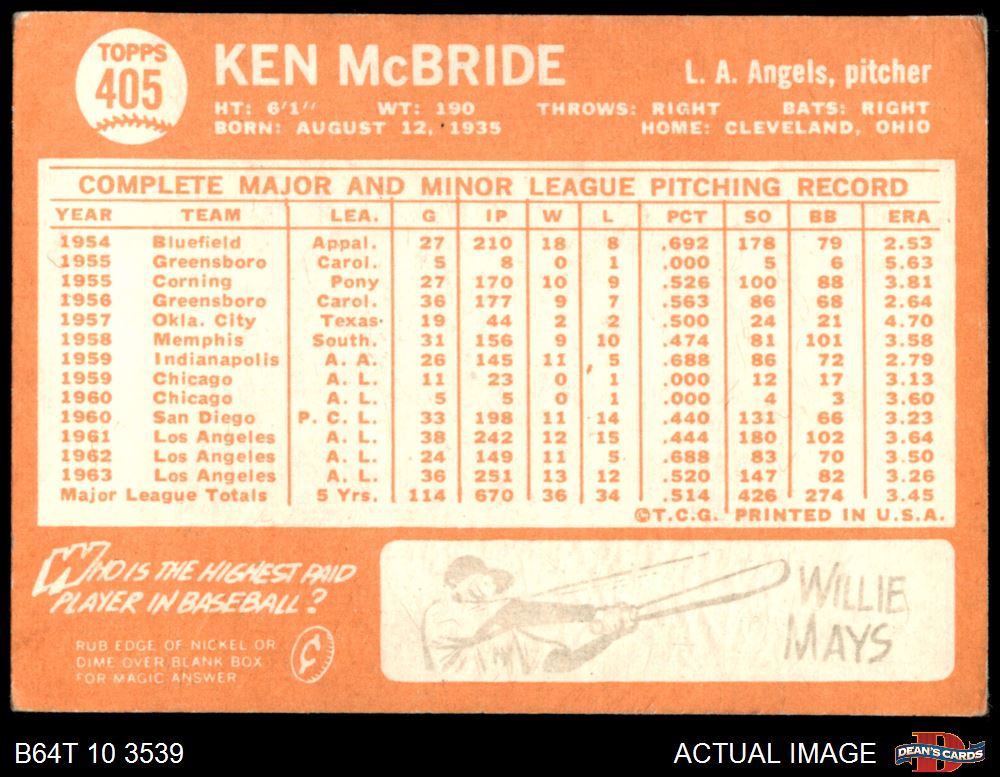 TOPPS
405
KEN McBRIDE
L. A. Angels, pitcher
HT: 6'1" WT: 190 THROWS: RIGHT BATS: RIGHT
BORN: AUGUST 12, 1935 HOME: CLEVELAND, OHIO
COMPLETE MAJOR AND MINOR LEAGUE PITCHING RECORD
YEAR TEAM LEA. G IP W L PCT SO BB ERA
1954 Bluefield Appal. 27 210 18 8 .692 178 79 2.53
1955 Greensboro Carol. 5 8 0 1 .000 5 6 5.63
1955 Corning Pony 27 170 10 9 .526 100 88 3.81
1956 Greensboro Carol. 36 177 9 7 .563 86 68 2.64
1957 Okla. City Texas 19 44 2 2 .500 24 21 4.70
1958 Memphis South. 31 156 9 10 .474 81 101 3.58
1959 Indianapolis A. A. 26 145 11 5 .688 86 72 2.79
1959 Chicago A. L. 11 23 0 1 .000 12 17 3.13
1960 Chicago A. L. 5 5 0 1 .000 4 3 3.60
1960 San Diego P. C. L. 33 198 11 14 .440 131 66 3.23
1961 Los Angeles A. L. 38 242 12 15 .444 180 102 3.64
1962 Los Angeles A. L. 24 149 11 5 .688 83 70 3.50
1963 Los Angeles A. L. 36 251 13 12 .520 147 82 3.26
Major League Totals 5 Yrs. 114 670 36 34 .514 426 274 3.45
©T.C.G. PRINTED IN U.S.A.
WHO IS THE HIGHEST PAID
PLAYER IN BASEBALL?
RUB EDGE OF NICKEL OR
DIME OVER BLANK BOX
FOR MAGIC ANSWER
WILLIE
MAYS
B64T 10 3539
ACTUAL IMAGE
DEAN'S CARDS